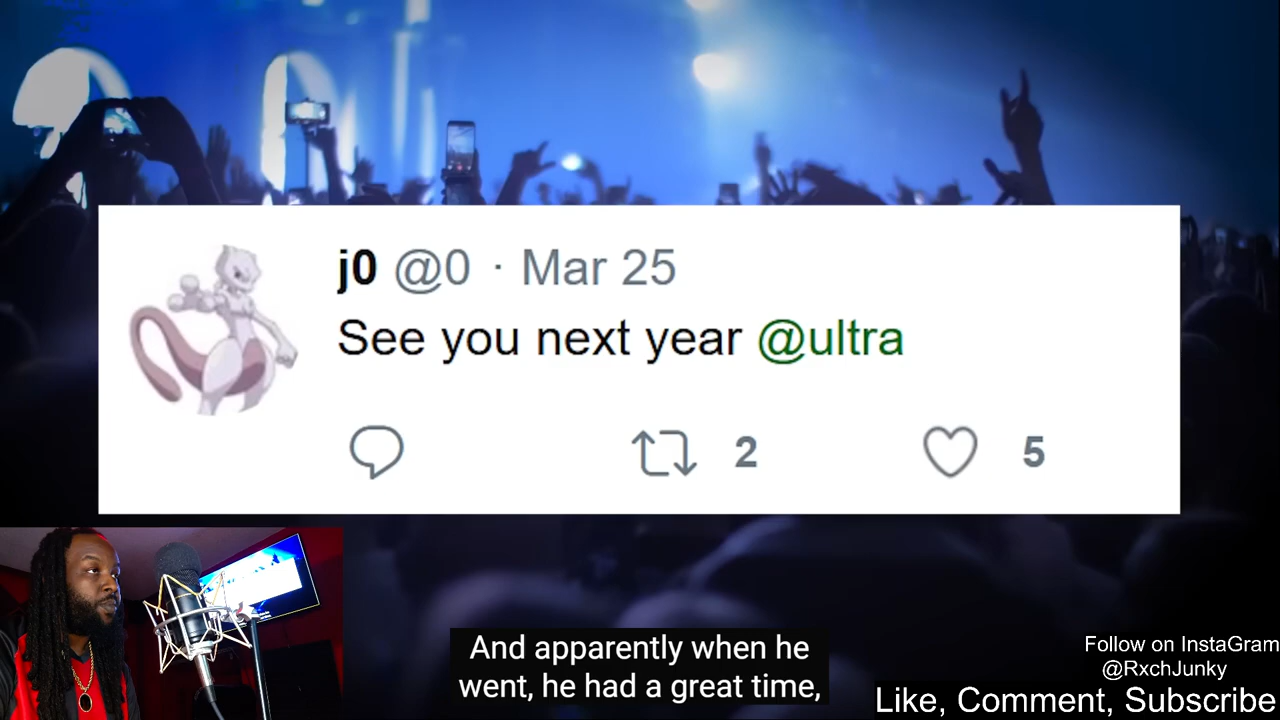 j0 @0 · Mar 25
See you next year @ultra
2 5
And apparently when he
went, he had a great time,
Follow on InstaGram
@RxchJunky
Like, Comment, Subscribe